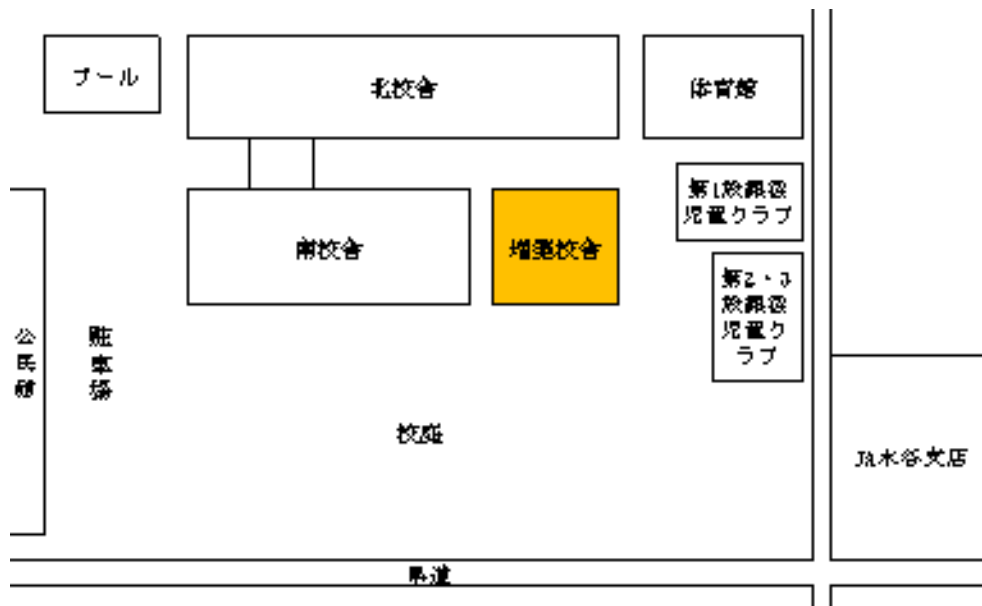 プール
北校舎
体育館
第1放課後
児童クラブ
南校舎
増築校舎
第2・3
放課後
児童ク
ラブ
公民館
駐車場
校庭
JA水谷支店
県道